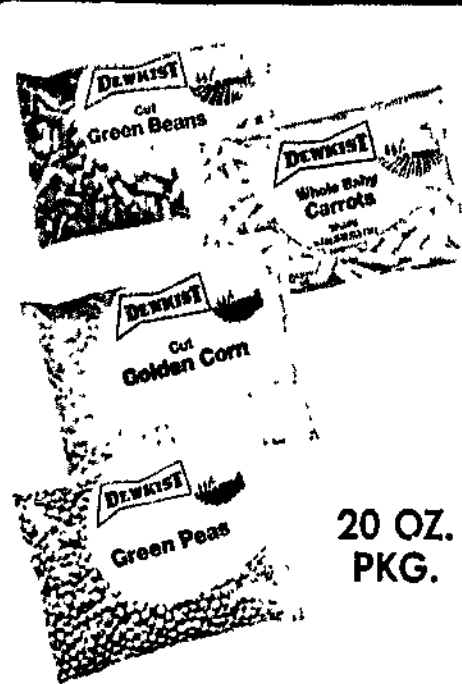 DEWKIST
Cut
Green Beans
DEWKIST
Whole Baby
Carrots
DEWKIST
Cut
Golden Corn
DEWKIST
Green Peas
20 OZ.
PKG.